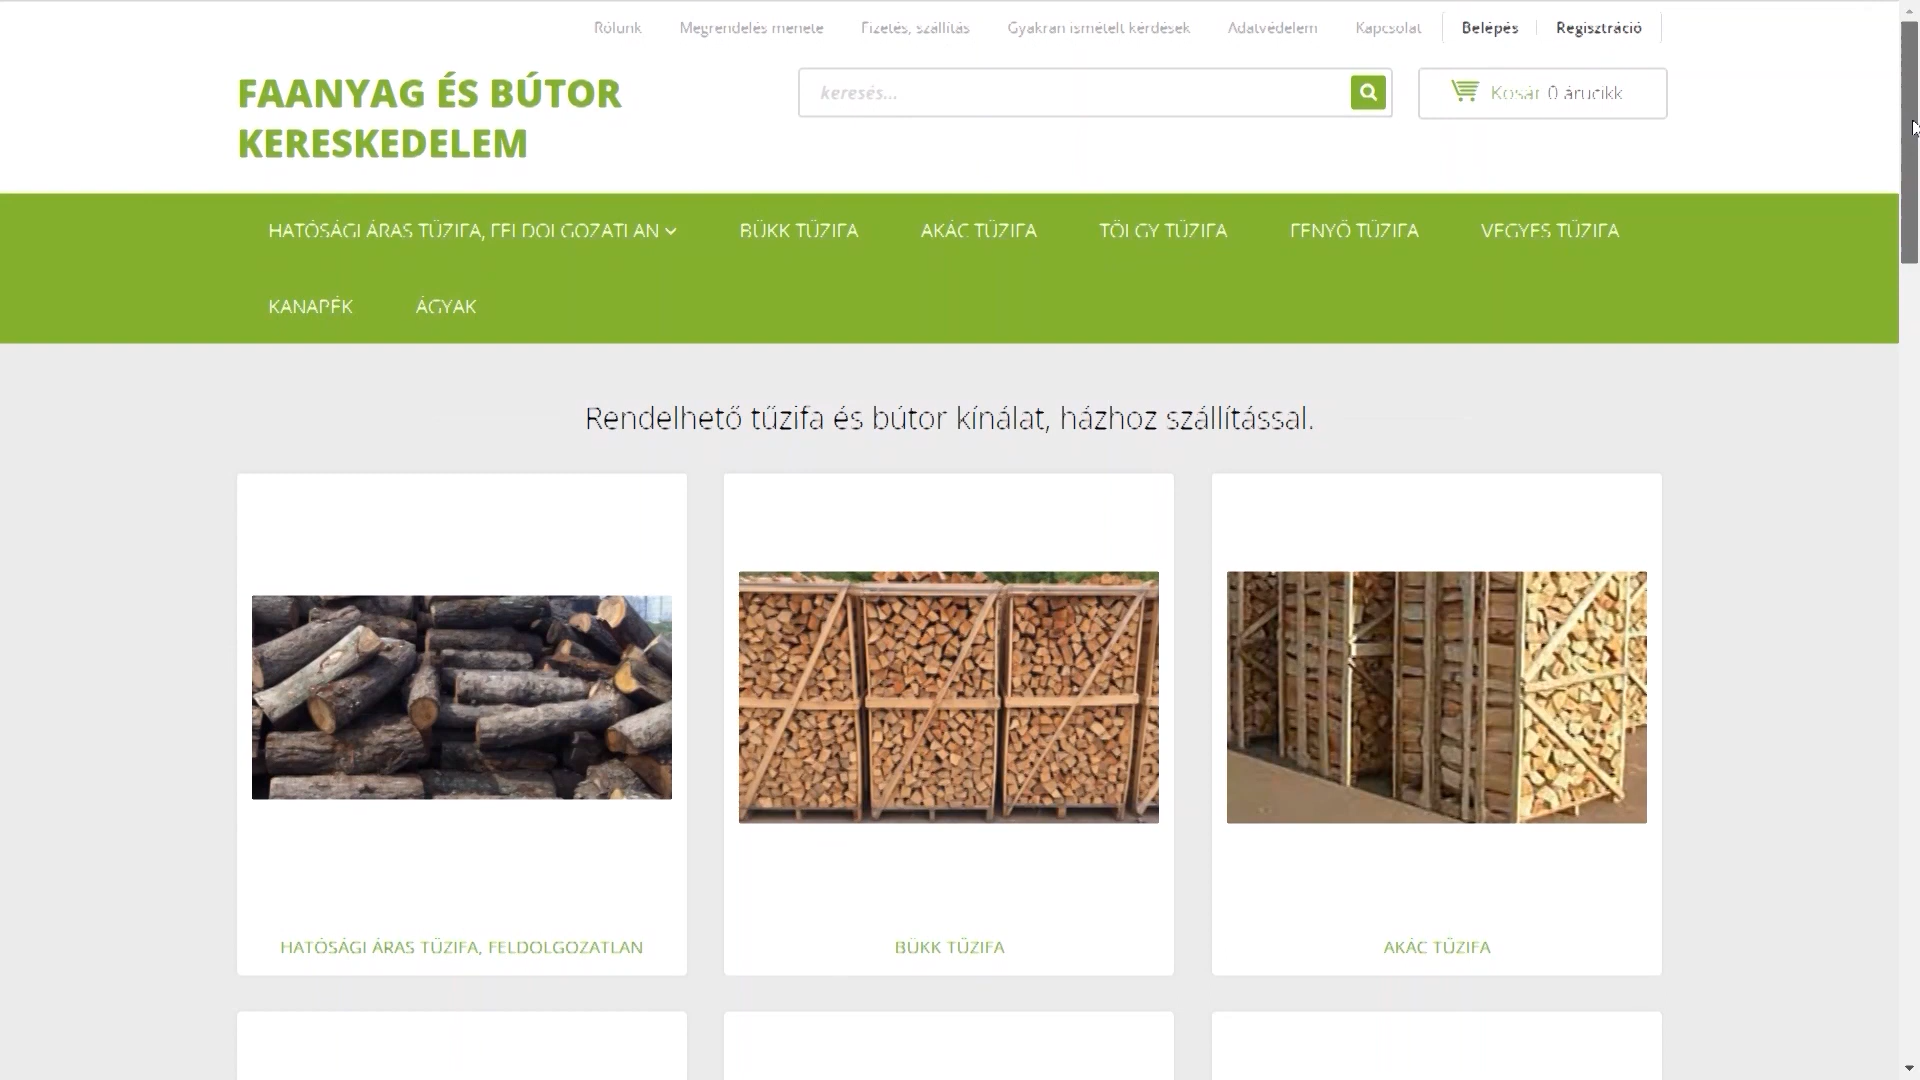 Rólunk Megrendelés menete Fizetés, szállítás Gyakran ismételt kérdések Adatvédelem Kapcsolat Belépés Regisztráció
FAANYAG ÉS BÚTOR
KERESKEDELEM
keresés...
Kosár 0 árucikk
HATÓSÁGI ÁRAS TŰZIFA, FELDOLGOZATLAN BÜKK TŰZIFA AKÁC TŰZIFA TÖLGY TŰZIFA FENYŐ TŰZIFA VEGYES TŰZIFA
KANAPÉK ÁGYAK
Rendelhető tűzifa és bútor kínálat, házhoz szállítással.
HATÓSÁGI ÁRAS TŰZIFA, FELDOLGOZATLAN
BÜKK TŰZIFA
AKÁC TŰZIFA